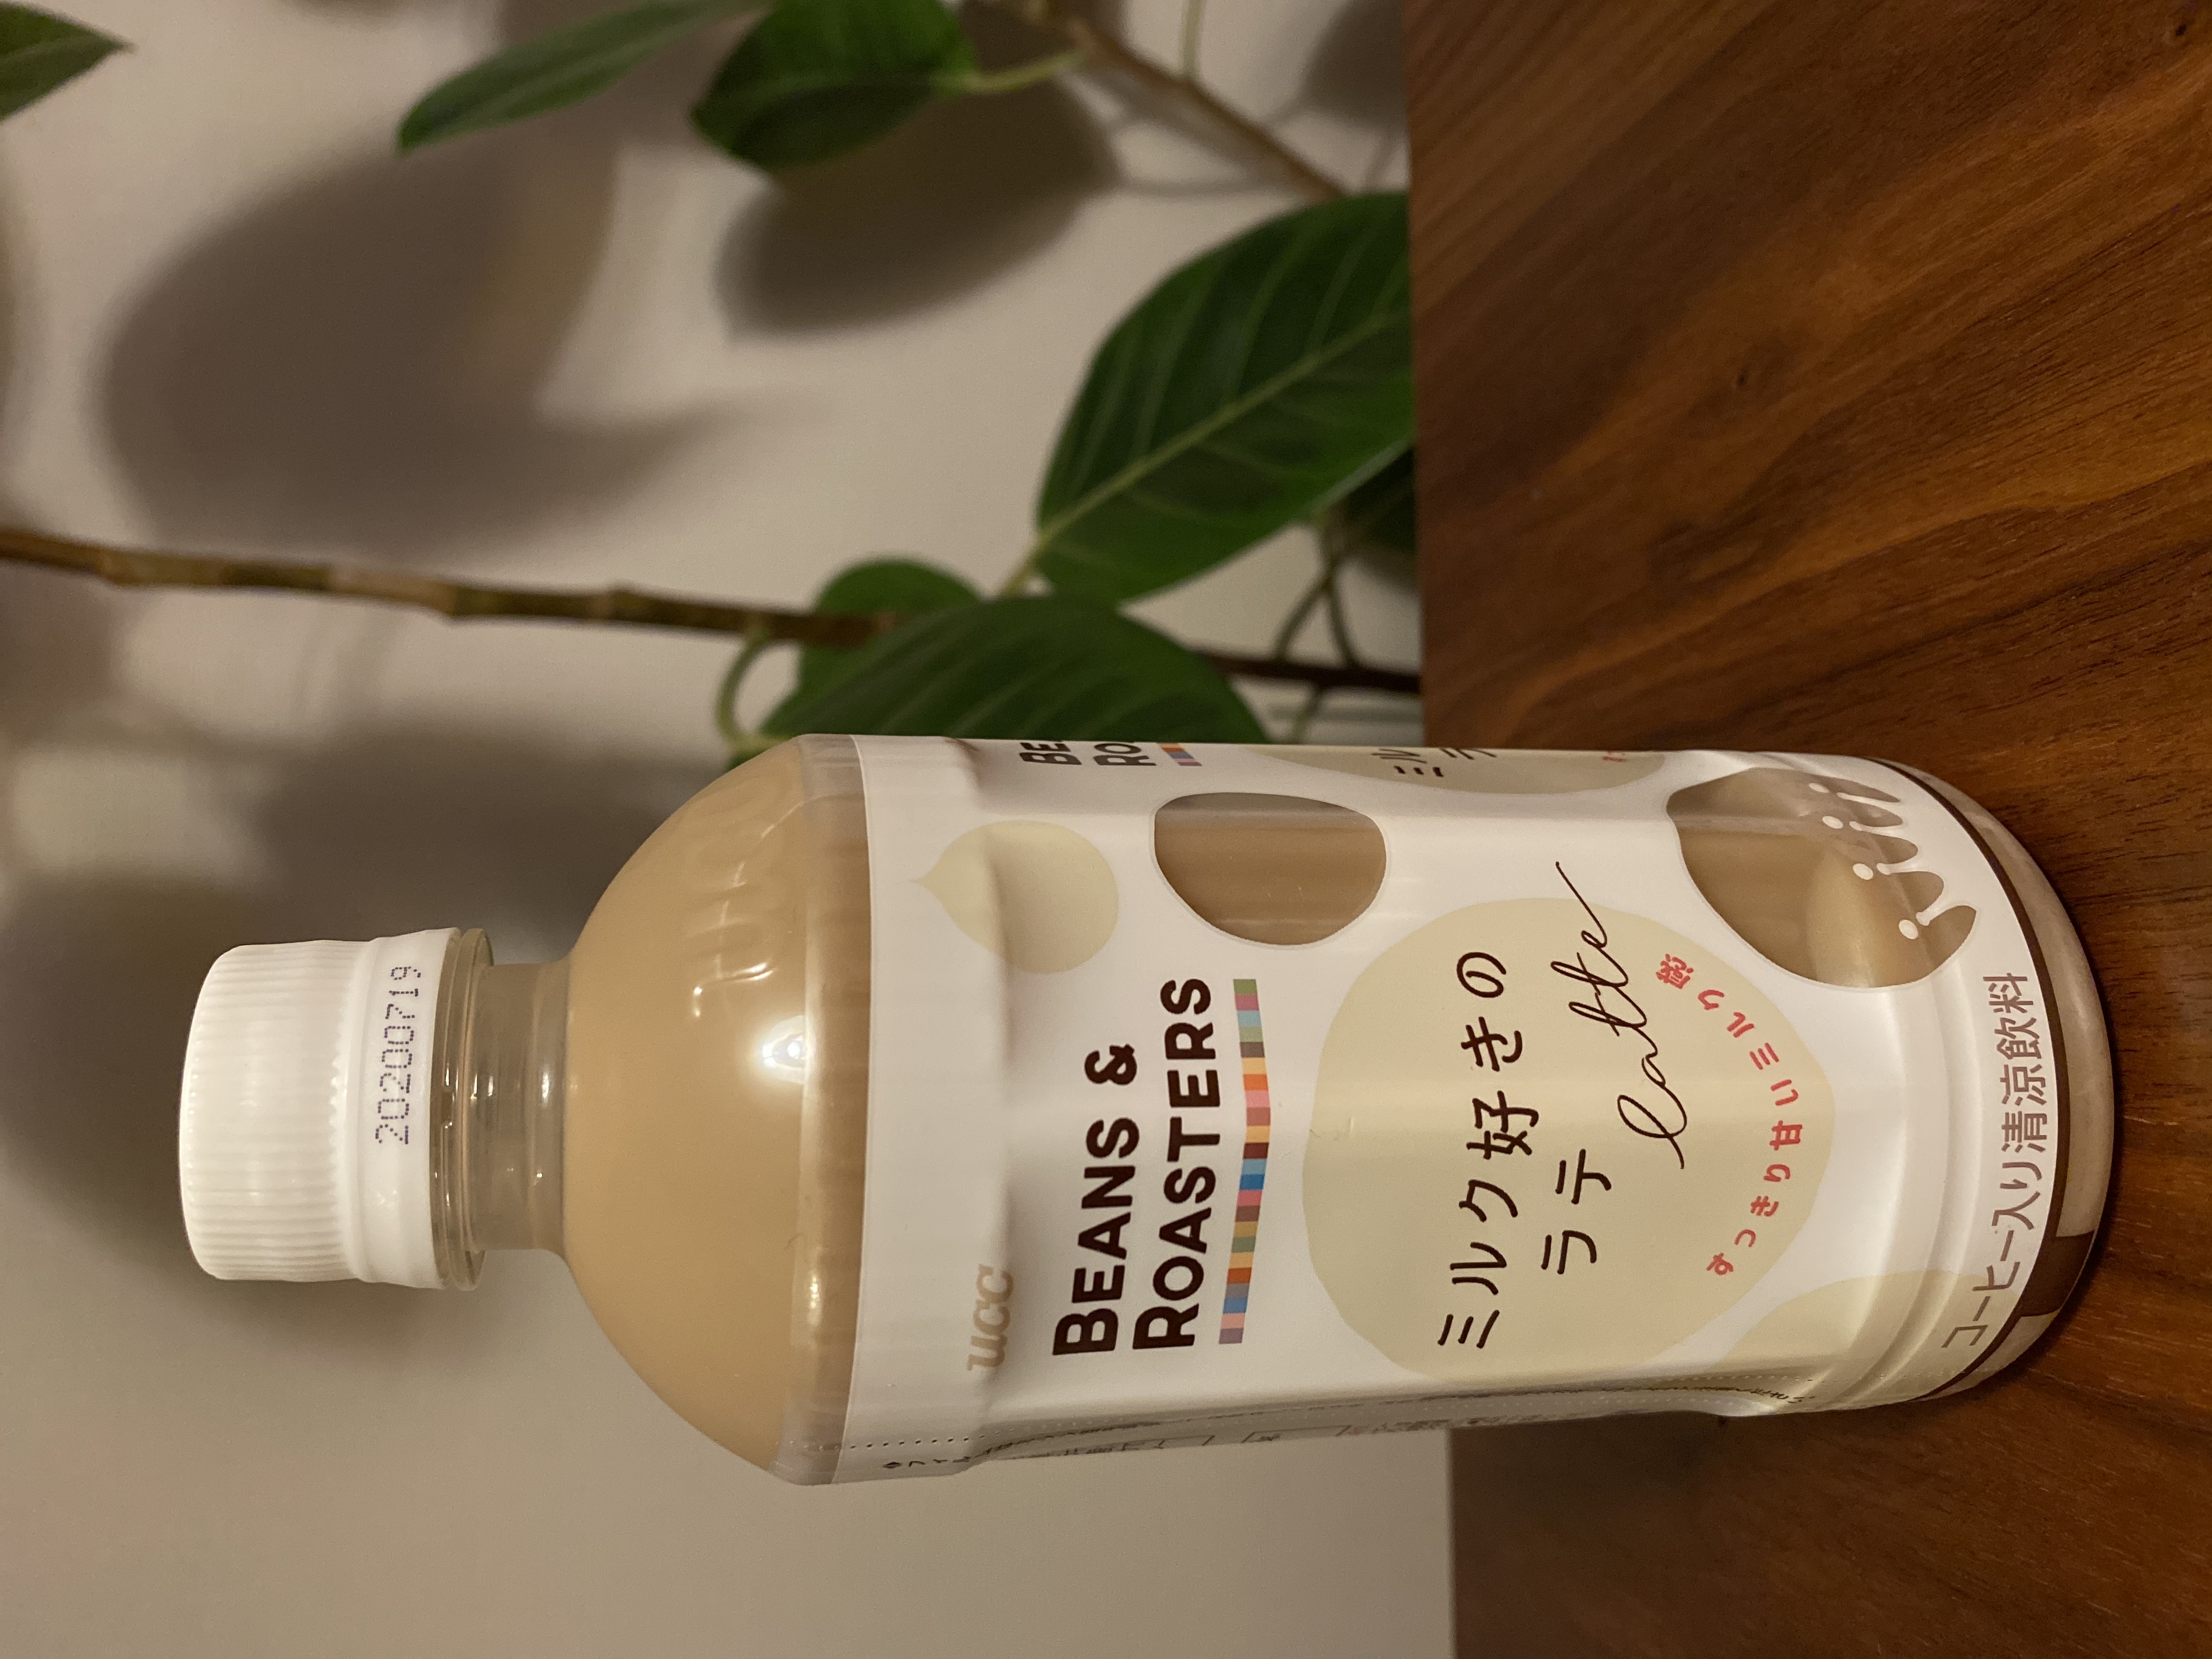 20200719
ucc
BEANS &
ROASTERS
ミルク好きの
ラテ
latte
すっきり甘いミルク感
コーヒー入り清涼飲料